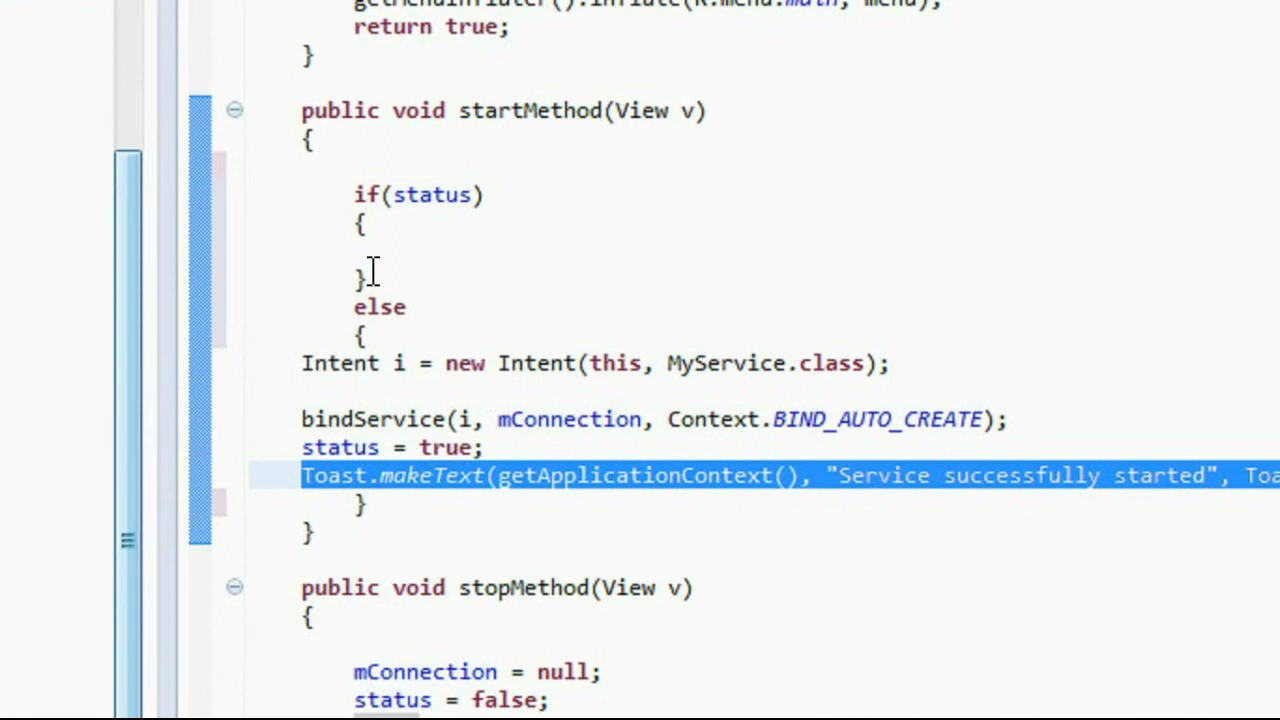 getMenuInflater().inflate(R.menu.math, menu);
return true;
}
public void startMethod(View v)
{
if(status)
{
}
else
{
Intent i = new Intent(this, MyService.class);
bindService(i, mConnection, Context.BIND_AUTO_CREATE);
status = true;
Toast.makeText(getApplicationContext(), "Service successfully started", Toa
}
}
public void stopMethod(View v)
{
mConnection = null;
status = false;